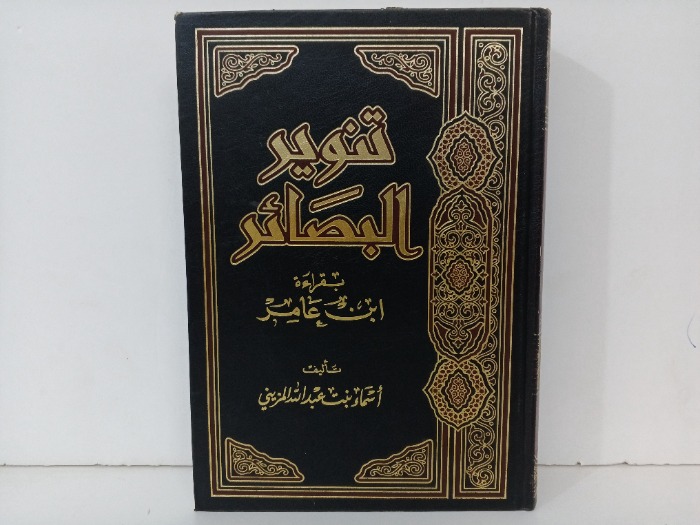 تنوير
البصائر
بقراءة
ابن عامر
تأليف
أسماء بنت عبد الله المزيني